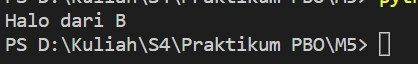 Halo dari B
PS D:\Kuliah\S4\Praktikum PBO\M5>